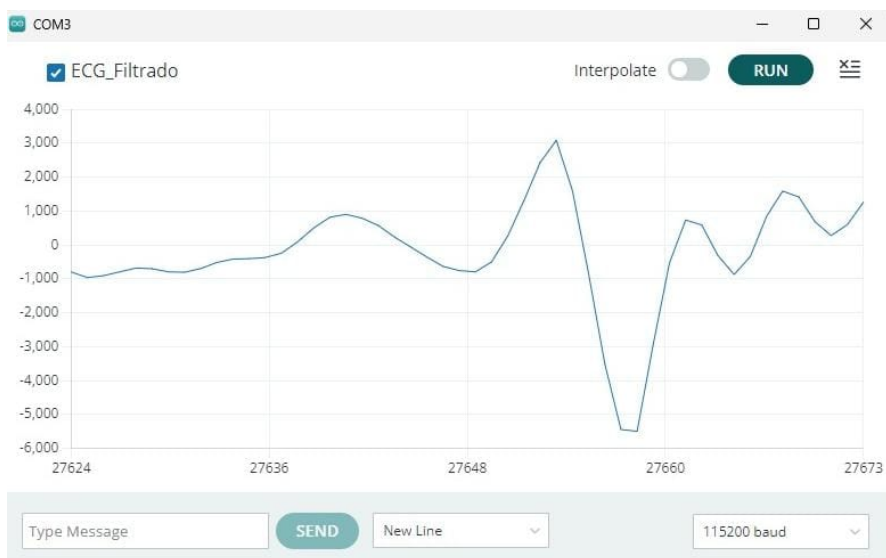 COM3
ECG_Filtrado
Interpolate
RUN
4,000
3,000
2,000
1,000
0
-1,000
-2,000
-3,000
-4,000
-5,000
-6,000
27624 27636 27648 27660 27673
Type Message SEND New Line 115200 baud